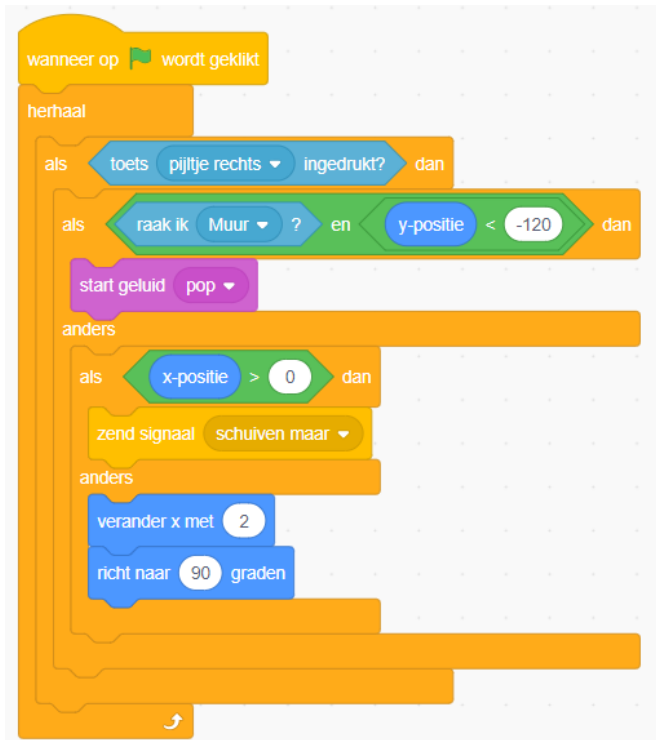 wanneer op wordt geklikt
herhaal
als toets pijltje rechts ingedrukt? dan
als raak ik Muur ? en y-positie < -120 dan
start geluid pop
anders
als x-positie > 0 dan
zend signaal schuiven maar
anders
verander x met 2
richt naar 90 graden